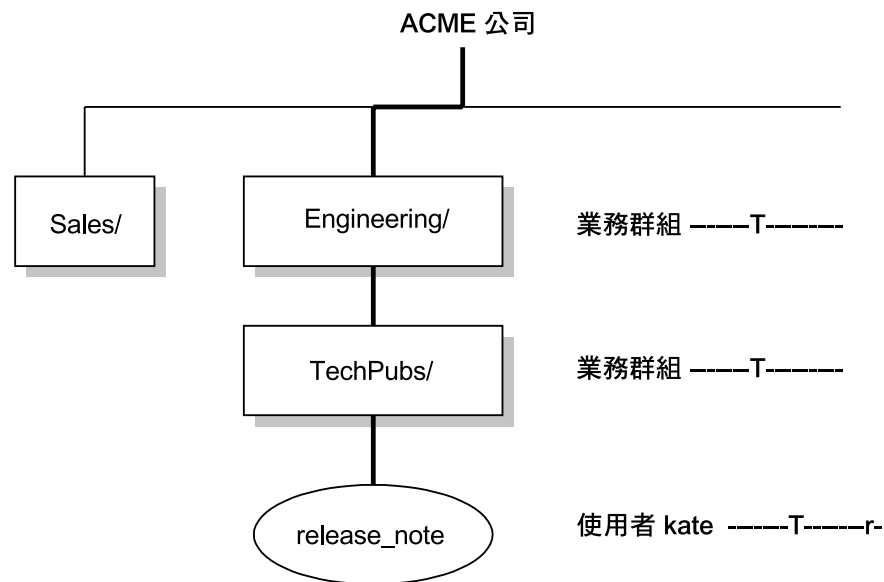 ACME 公司
Sales/
Engineering/
業務群組 -------T----------
TechPubs/
業務群組 -------T----------
release_note
使用者 kate -------T--------r-